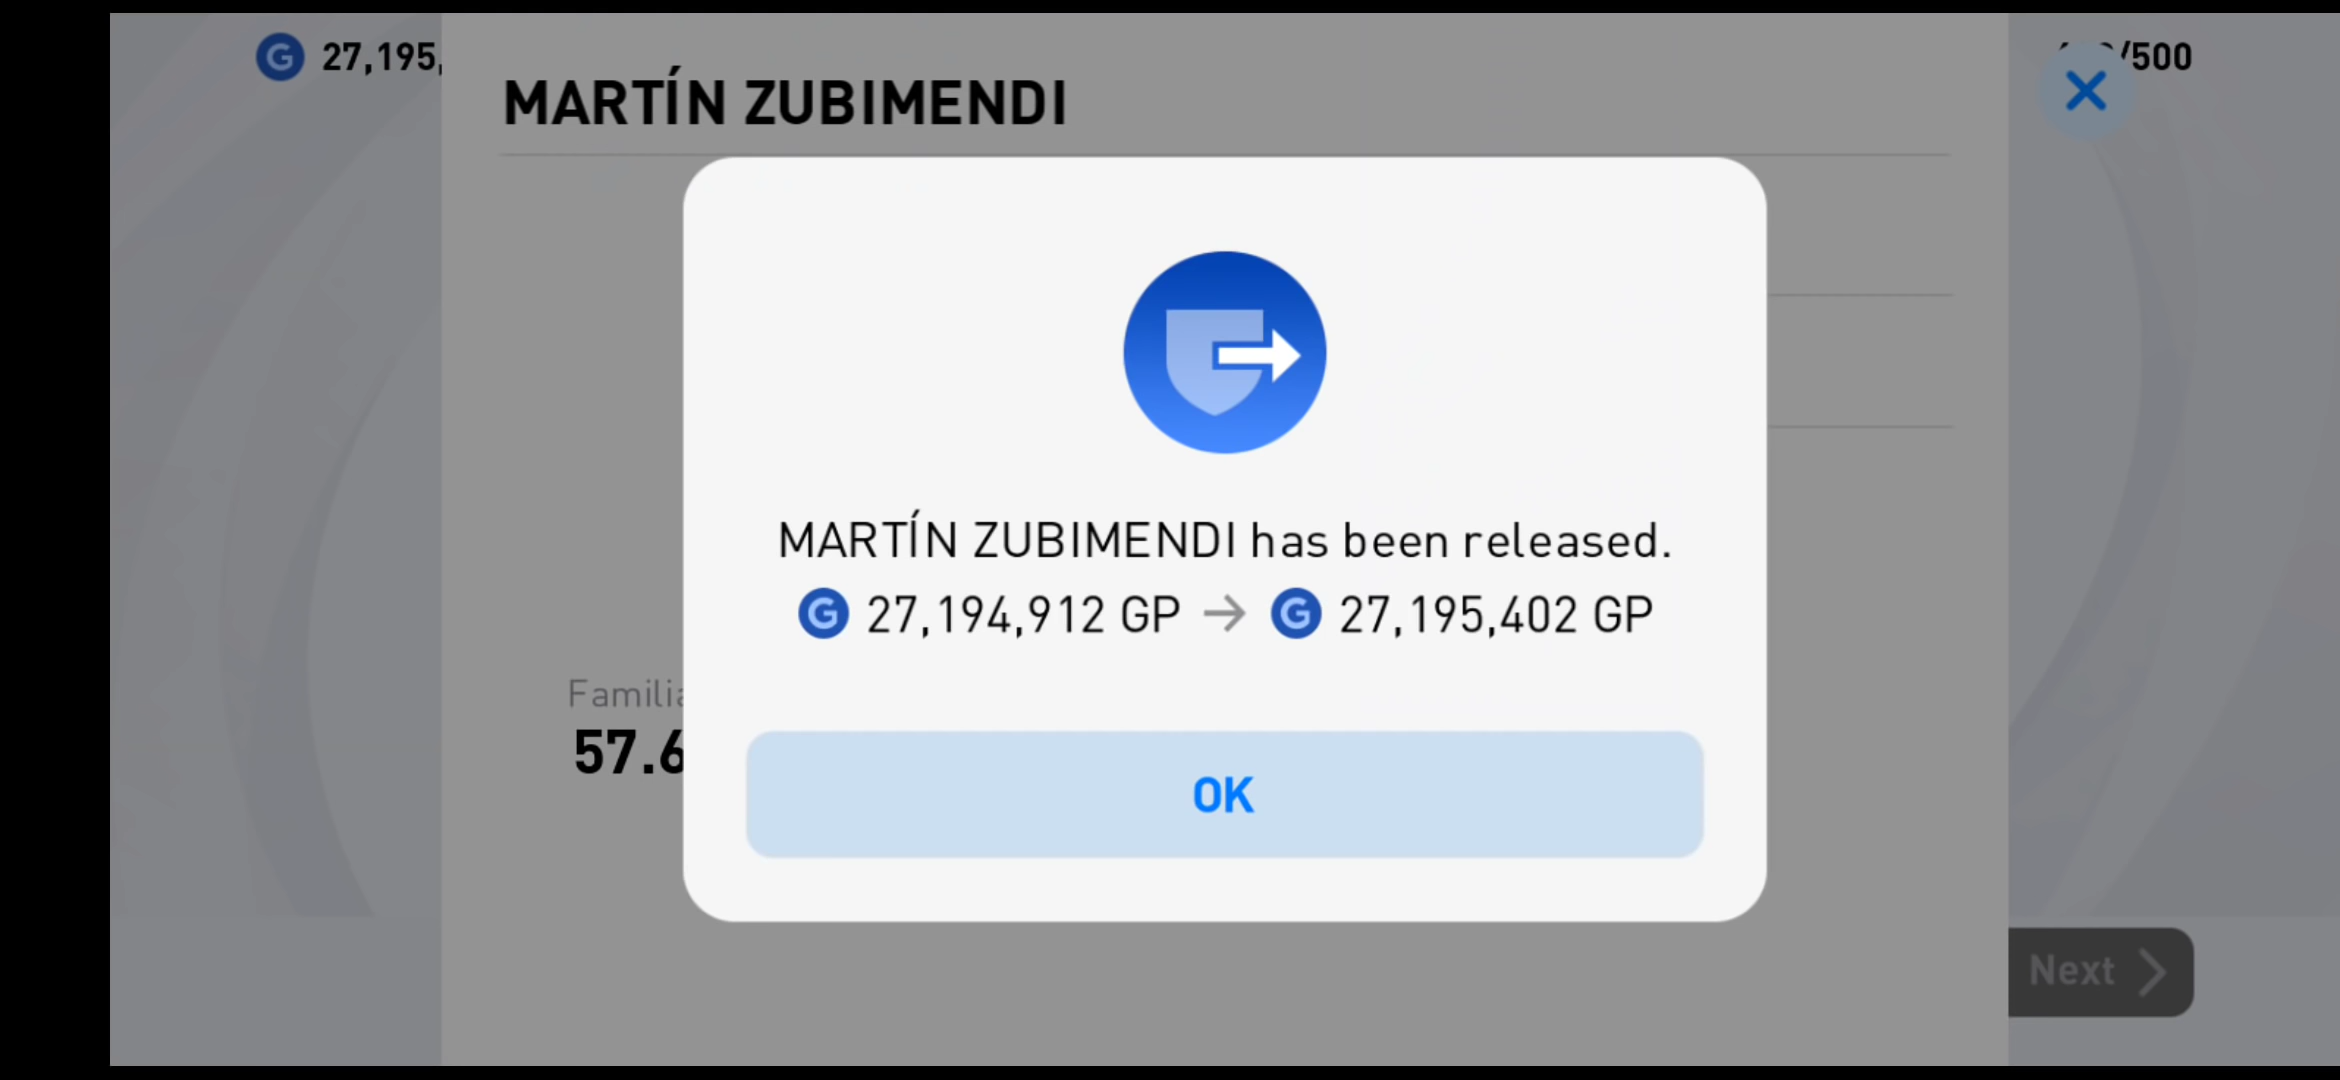 27,195,
/500
MARTÍN ZUBIMENDI
MARTÍN ZUBIMENDI has been released.
G 27,194,912 GP → G 27,195,402 GP
57.6
OK
Next